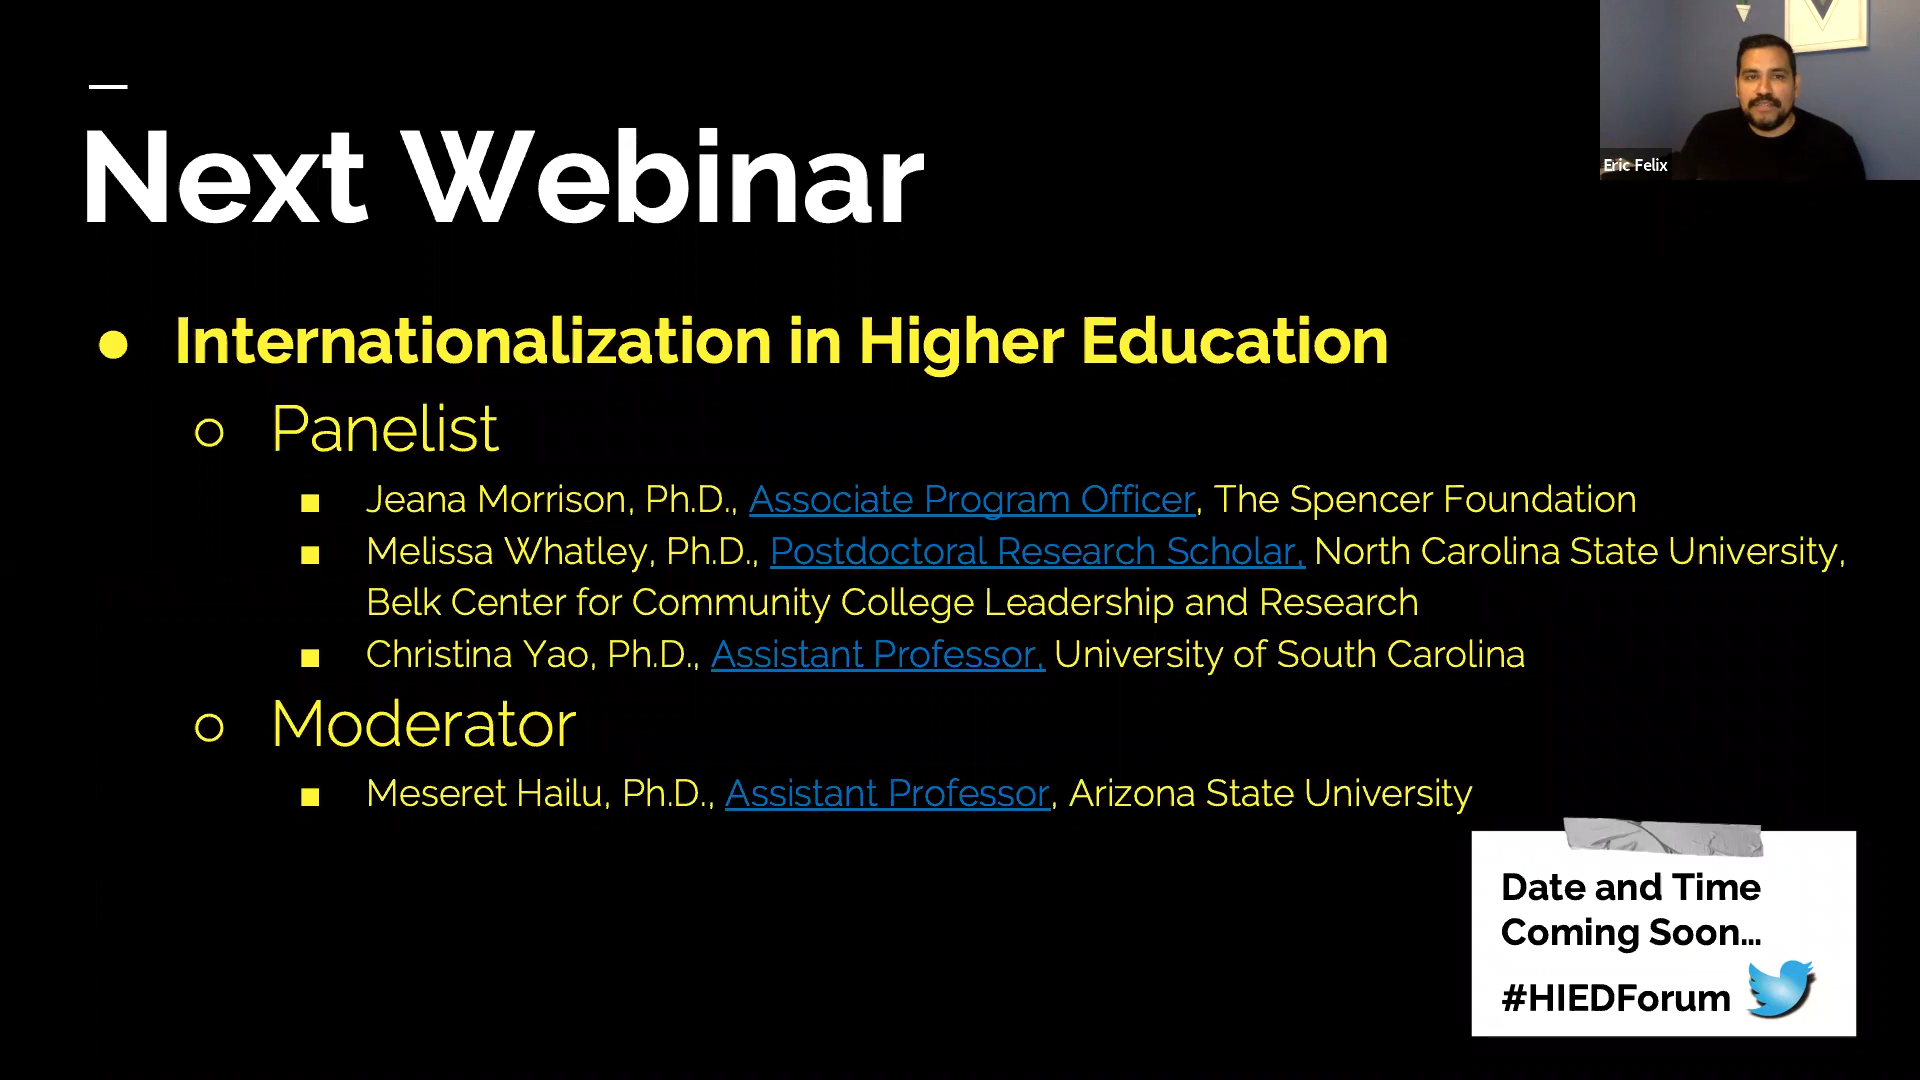 Next Webinar
Eric Felix
● Internationalization in Higher Education
○ Panelist
■ Jeana Morrison, Ph.D., Associate Program Officer, The Spencer Foundation
■ Melissa Whatley, Ph.D., Postdoctoral Research Scholar, North Carolina State University,
Belk Center for Community College Leadership and Research
■ Christina Yao, Ph.D., Assistant Professor, University of South Carolina
○ Moderator
■ Meseret Hailu, Ph.D., Assistant Professor, Arizona State University
Date and Time
Coming Soon...
#HIEDForum